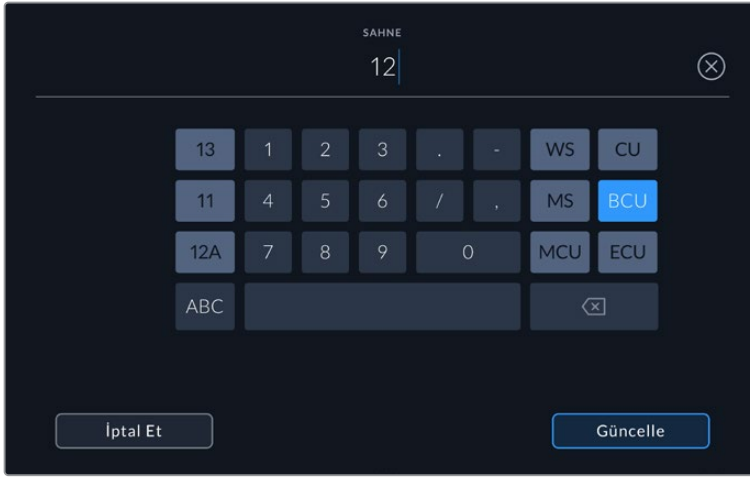 SAHNE
12
13 1 2 3 . - WS CU
11 4 5 6 / , MS BCU
12A 7 8 9 0 MCU ECU
ABC
İptal Et Güncelle